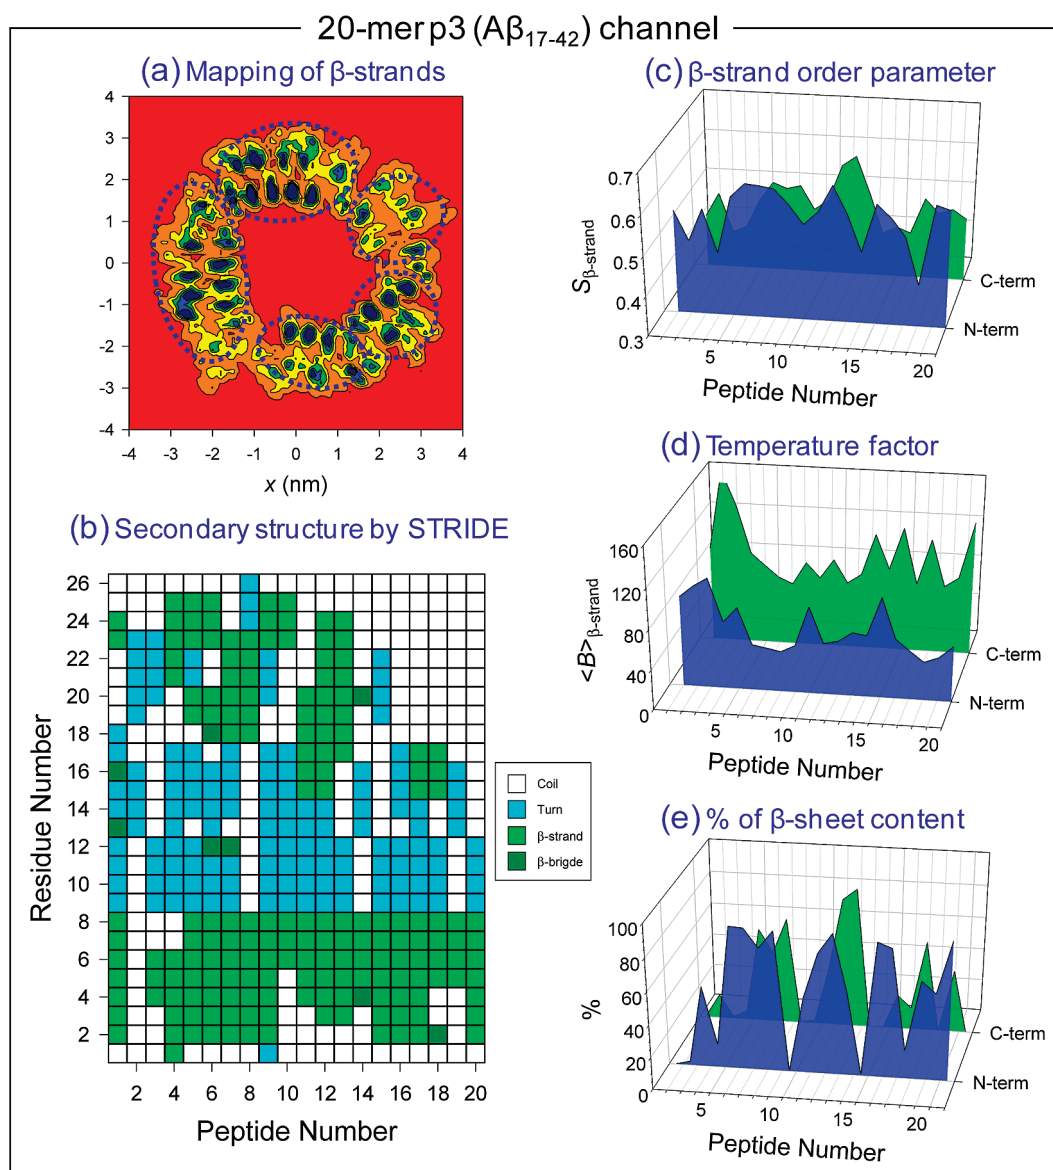 20-mer p3 (Aβ17-42) channel
(a) Mapping of β-strands
4
3
2
1
0
-1
-2
-3
-4
-4 -3 -2 -1 0 1 2 3 4
x (nm)
(b) Secondary structure by STRIDE
26
24
22
20
18
16
14
12
10
8
6
4
2
Residue Number
2 4 6 8 10 12 14 16 18 20
Peptide Number
Coil
Turn
β-strand
β-brigde
(c) β-strand order parameter
0.7
0.6
0.5
0.4
0.3
Sβ-strand
5 10 15 20
Peptide Number
C-term
N-term
(d) Temperature factor
160
120
80
40
0
<B>β-strand
5 10 15 20
Peptide Number
C-term
N-term
(e) % of β-sheet content
100
80
60
40
20
0
%
5 10 15 20
Peptide Number
C-term
N-term